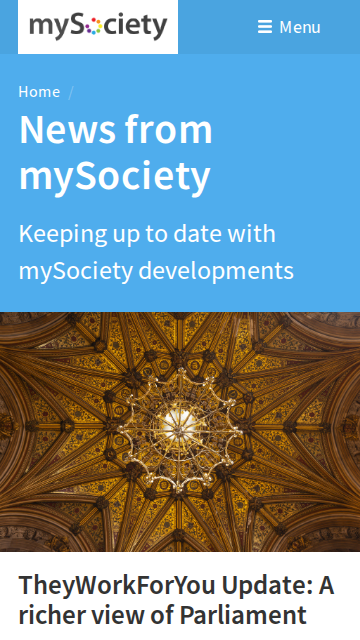 mySociety
Menu
Home /
News from
mySociety
Keeping up to date with
mySociety developments
TheyWorkForYou Update: A
richer view of Parliament